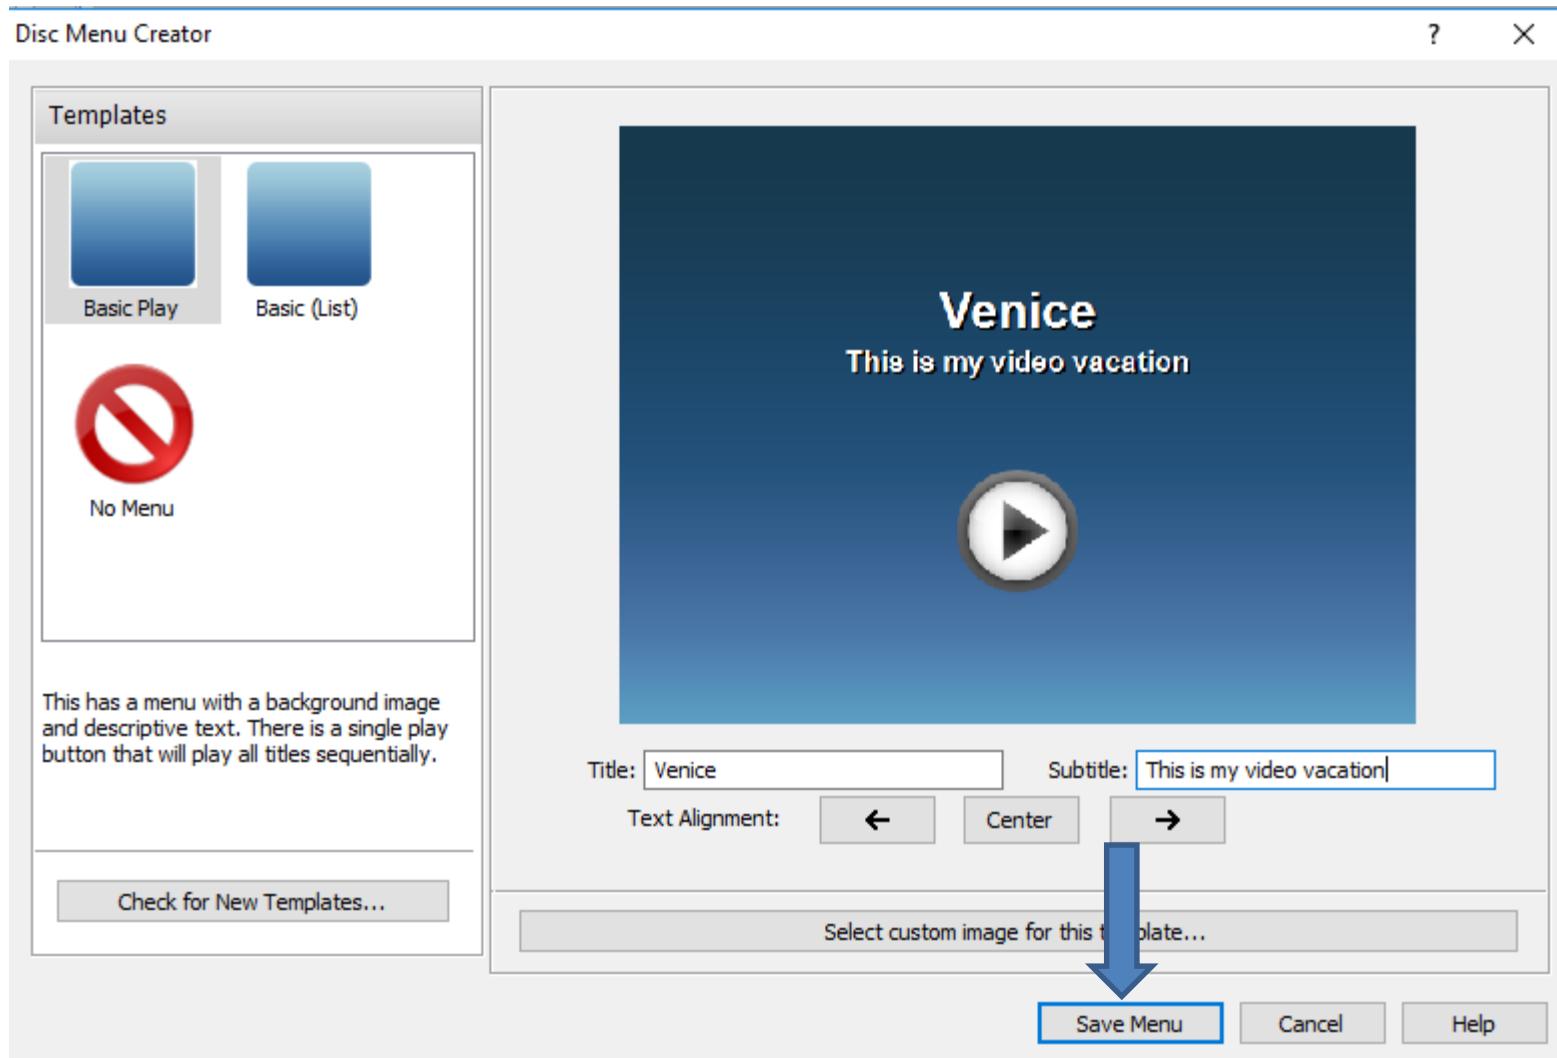 Disc Menu Creator
?
Templates
Basic Play
Basic (List)
No Menu
This has a menu with a background image
and descriptive text. There is a single play
button that will play all titles sequentially.
Check for New Templates...
Venice
This is my video vacation
Title: Venice Subtitle: This is my video vacation
Text Alignment: ← Center →
Select custom image for this plate...
Save Menu Cancel Help